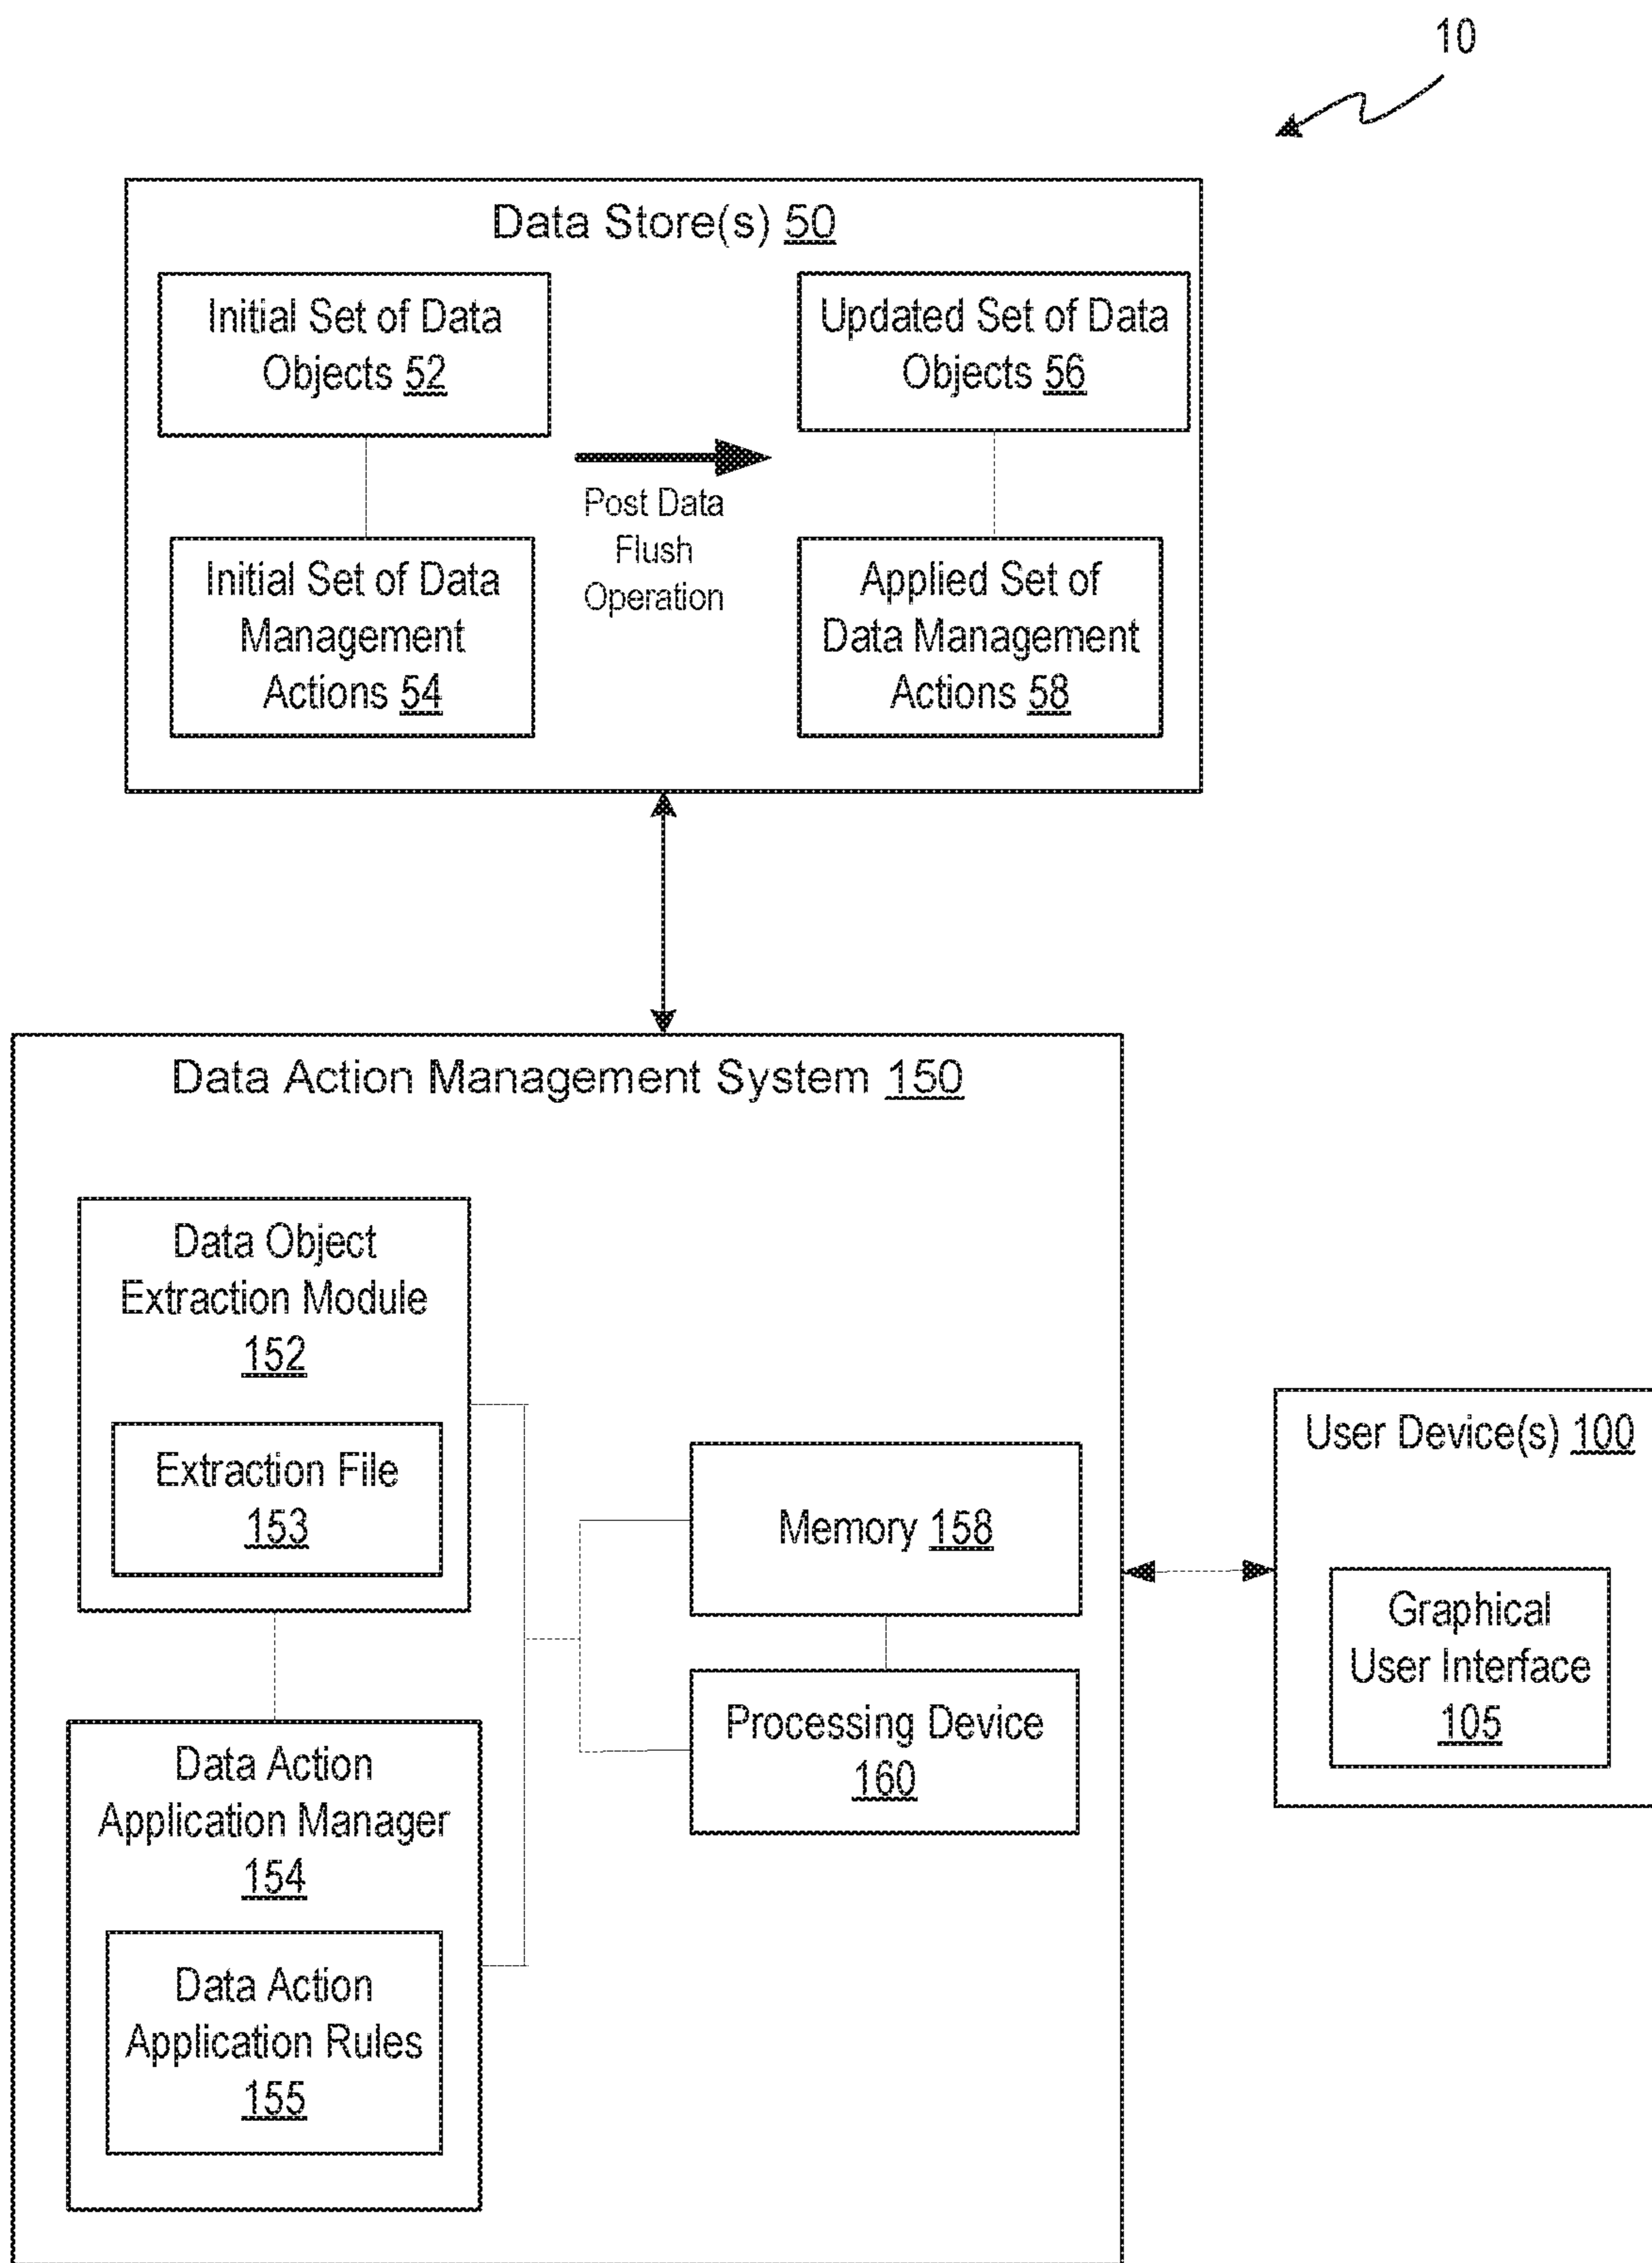 10
Data Store(s) 50
Initial Set of Data
Objects 52
Updated Set of Data
Objects 56
Post Data
Flush
Operation
Initial Set of Data
Management
Actions 54
Applied Set of
Data Management
Actions 58
Data Action Management System 150
Data Object
Extraction Module
152
Extraction File
153
Memory 158
Processing Device
160
Data Action
Application Manager
154
Data Action
Application Rules
155
User Device(s) 100
Graphical
User Interface
105